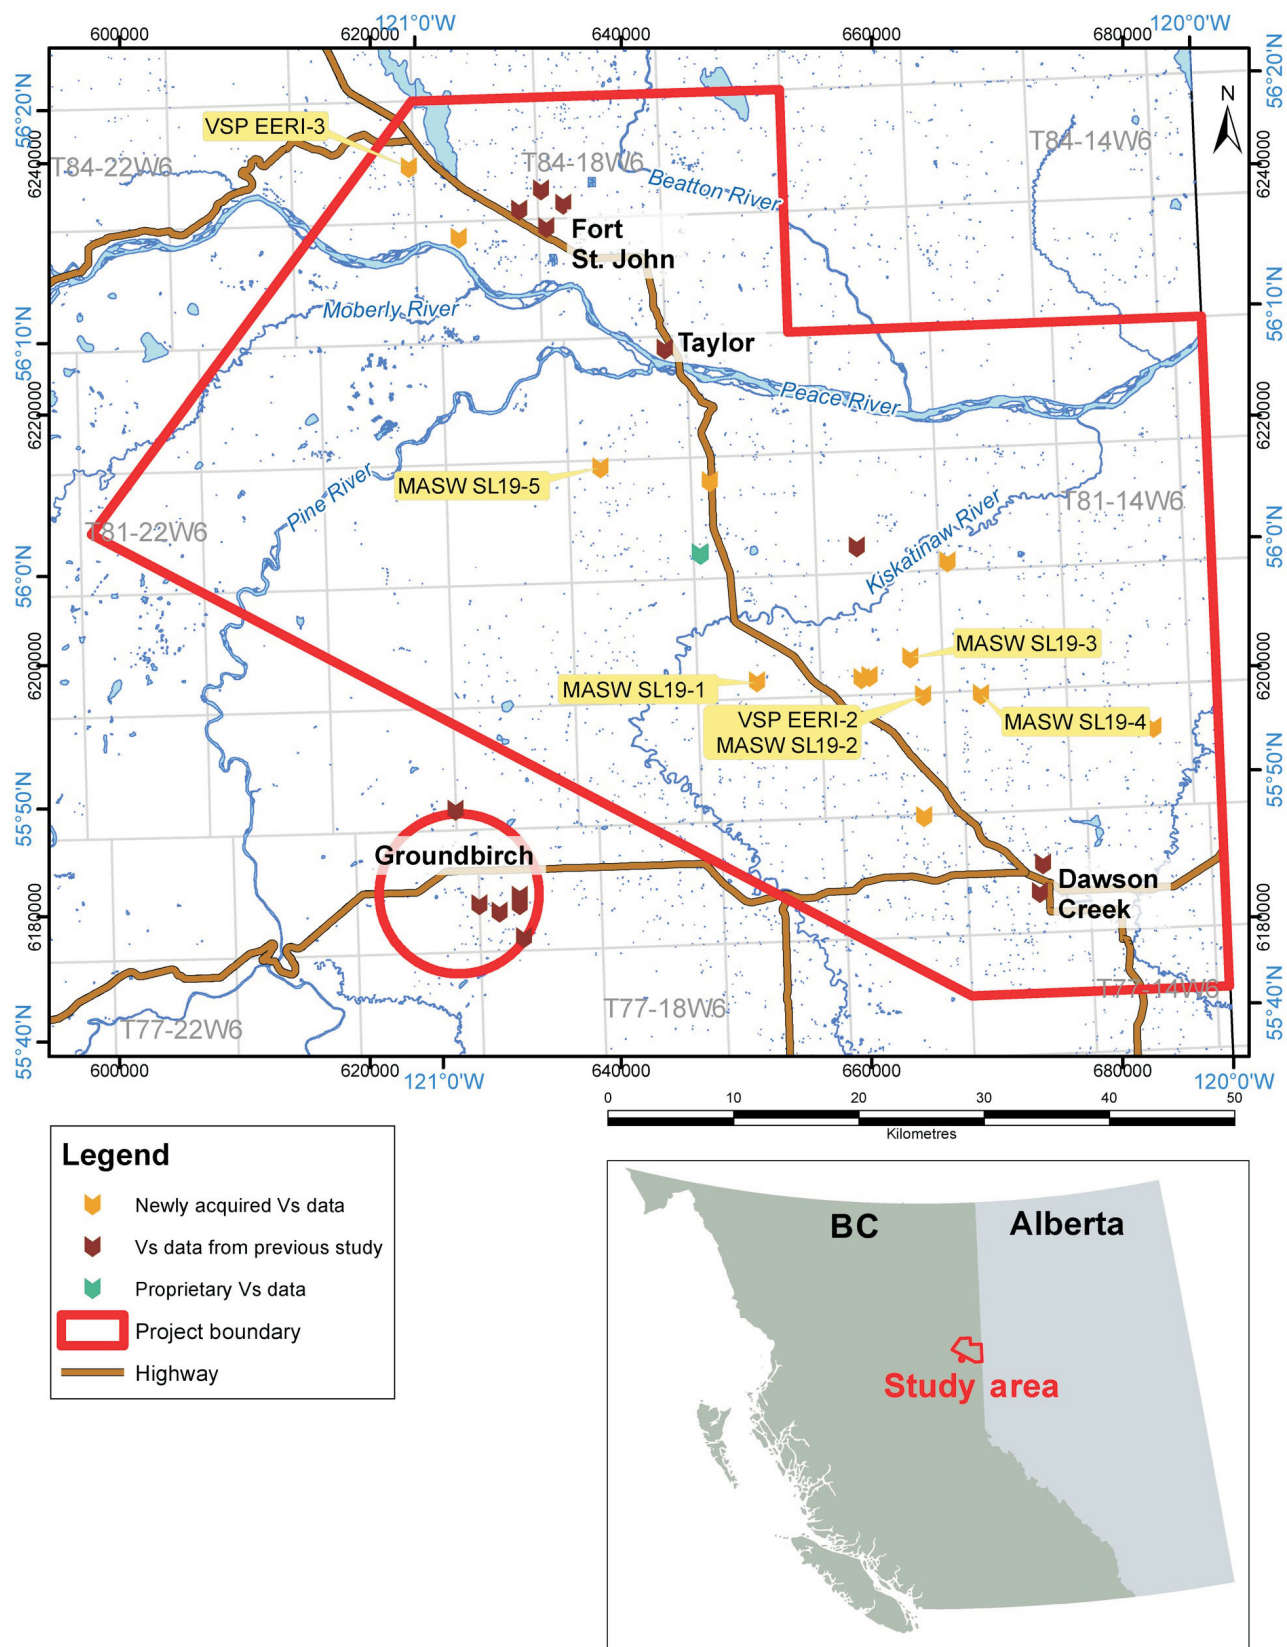 600000
620000
121°0'W
640000
660000
680000
120°0'W
56°20'N
6240000
56°10'N
6220000
56°0'N
6200000
55°50'N
6180000
55°40'N
56°20'N
6240000
56°10'N
6220000
56°0'N
6200000
55°50'N
6180000
55°40'N
N
VSP EERI-3
T84-22W6
T84-18W6
T84-14W6
Beatton River
Fort
St. John
Moberly River
Taylor
Peace River
MASW SL19-5
Pine River
T81-22W6
T81-14W6
Kiskatinaw River
MASW SL19-3
MASW SL19-1
VSP EERI-2
MASW SL19-2
MASW SL19-4
Groundbirch
Dawson
Creek
T77-22W6
T77-18W6
T77-14W6
600000
620000
121°0'W
640000
660000
680000
120°0'W
0
10
20
30
40
50
Kilometres
Legend
Newly acquired Vs data
Vs data from previous study
Proprietary Vs data
Project boundary
Highway
BC
Alberta
Study area